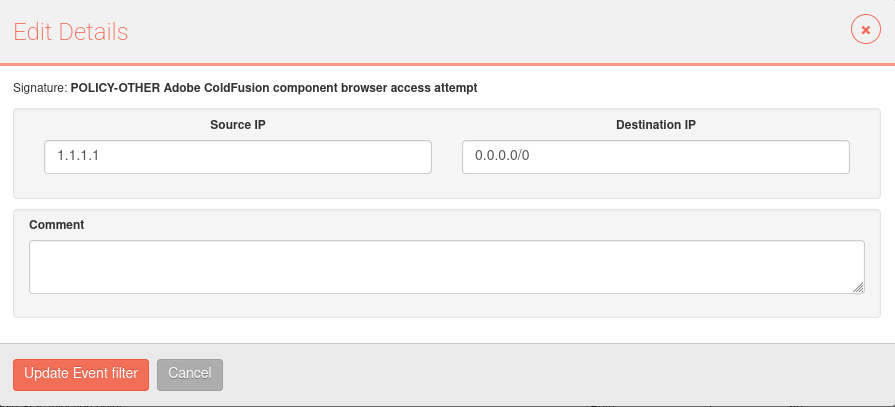 Edit Details
Signature: POLICY-OTHER Adobe ColdFusion component browser access attempt
Source IP
Destination IP
1.1.1.1
0.0.0.0/0
Comment
Update Event filter
Cancel